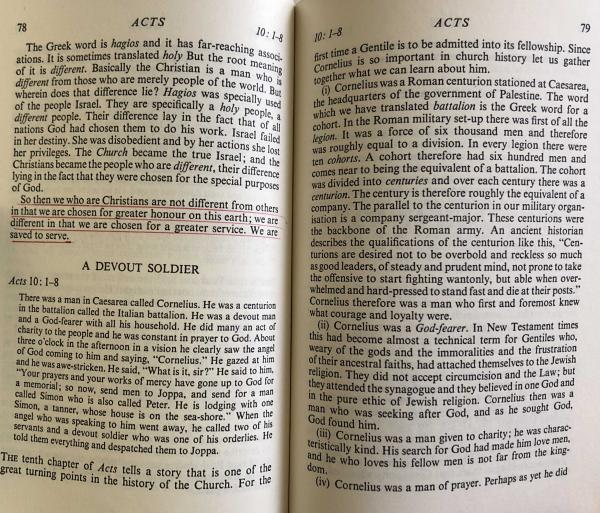 78
ACTS
10: 1–8
The Greek word is hagios and it has far-reaching associ-
ations. It is sometimes translated holy But the root meaning
of it is different. Basically the Christian is a man who is
different from those who are merely people of the world. But
wherein does that difference lie? Hagios was specially used
of the people Israel. They are specifically a holy people, a
different people. Their difference lay in the fact that of all
nations God had chosen them to do his work. Israel failed
in her destiny. She was disobedient and by her actions she lost
her privileges. The Church became the true Israel; and the
Christians became the people who are different, their difference
lying in the fact that they were chosen for the special purposes
of God.
So then we who are Christians are not different from others
in that we are chosen for greater honour on this earth; we are
different in that we are chosen for a greater service. We are
saved to serve.
A DEVOUT SOLDIER
Acts 10: 1–8
There was a man in Caesarea called Cornelius. He was a centurion
in the battalion called the Italian battalion. He was a devout man
and a God-fearer with all his household. He did many an act of
charity to the people and he was constant in prayer to God. About
three o'clock in the afternoon in a vision he clearly saw the angel
of God coming to him and saying, "Cornelius." He gazed at him
and he was awe-stricken. He said, "What is it, sir?" He said to him,
"Your prayers and your works of mercy have gone up to God for
a memorial; so now, send men to Joppa, and send for a man
called Simon who is also called Peter. He is lodging with one
Simon, a tanner, whose house is on the sea-shore." When the
angel who was speaking to him went away, he called two of his
servants and a devout soldier who was one of his orderlies. He
told them everything and despatched them to Joppa.
THE tenth chapter of Acts tells a story that is one of the
great turning points in the history of the Church. For the
10: 1–8
ACTS
79
first time a Gentile is to be admitted into its fellowship. Since
Cornelius is so important in church history let us gather
together what we can learn about him.
(i) Cornelius was a Roman centurion stationed at Caesarea,
the headquarters of the government of Palestine. The word
which we have translated battalion is the Greek word for a
cohort. In the Roman military set-up there was first of all the
legion. It was a force of six thousand men and therefore
was roughly equal to a division. In every legion there were
ten cohorts. A cohort therefore had six hundred men and
comes near to being the equivalent of a battalion. The cohort
was divided into centuries and over each century there was a
centurion. The century is therefore roughly the equivalent of a
company. The parallel to the centurion in our military organ-
isation is a company sergeant-major. These centurions were
the backbone of the Roman army. An ancient historian
describes the qualifications of the centurion like this, "Cen-
turions are desired not to be overbold and reckless so much
as good leaders, of steady and prudent mind, not prone to take
the offensive to start fighting wantonly, but able when over-
whelmed and hard-pressed to stand fast and die at their posts."
Cornelius therefore was a man who first and foremost knew
what courage and loyalty were.
(ii) Cornelius was a God-fearer. In New Testament times
this had become almost a technical term for Gentiles who,
weary of the gods and the immoralities and the frustration
of their ancestral faiths, had attached themselves to the Jewish
religion. They did not accept circumcision and the Law; but
they attended the synagogue and they believed in one God and
in the pure ethic of Jewish religion. Cornelius then was a
man who was seeking after God, and as he sought God,
God found him.
(iii) Cornelius was a man given to charity; he was charac-
teristically kind. His search for God had made him love men,
and he who loves his fellow men is not far from the king-
dom.
(iv) Cornelius was a man of prayer. Perhaps as yet he did